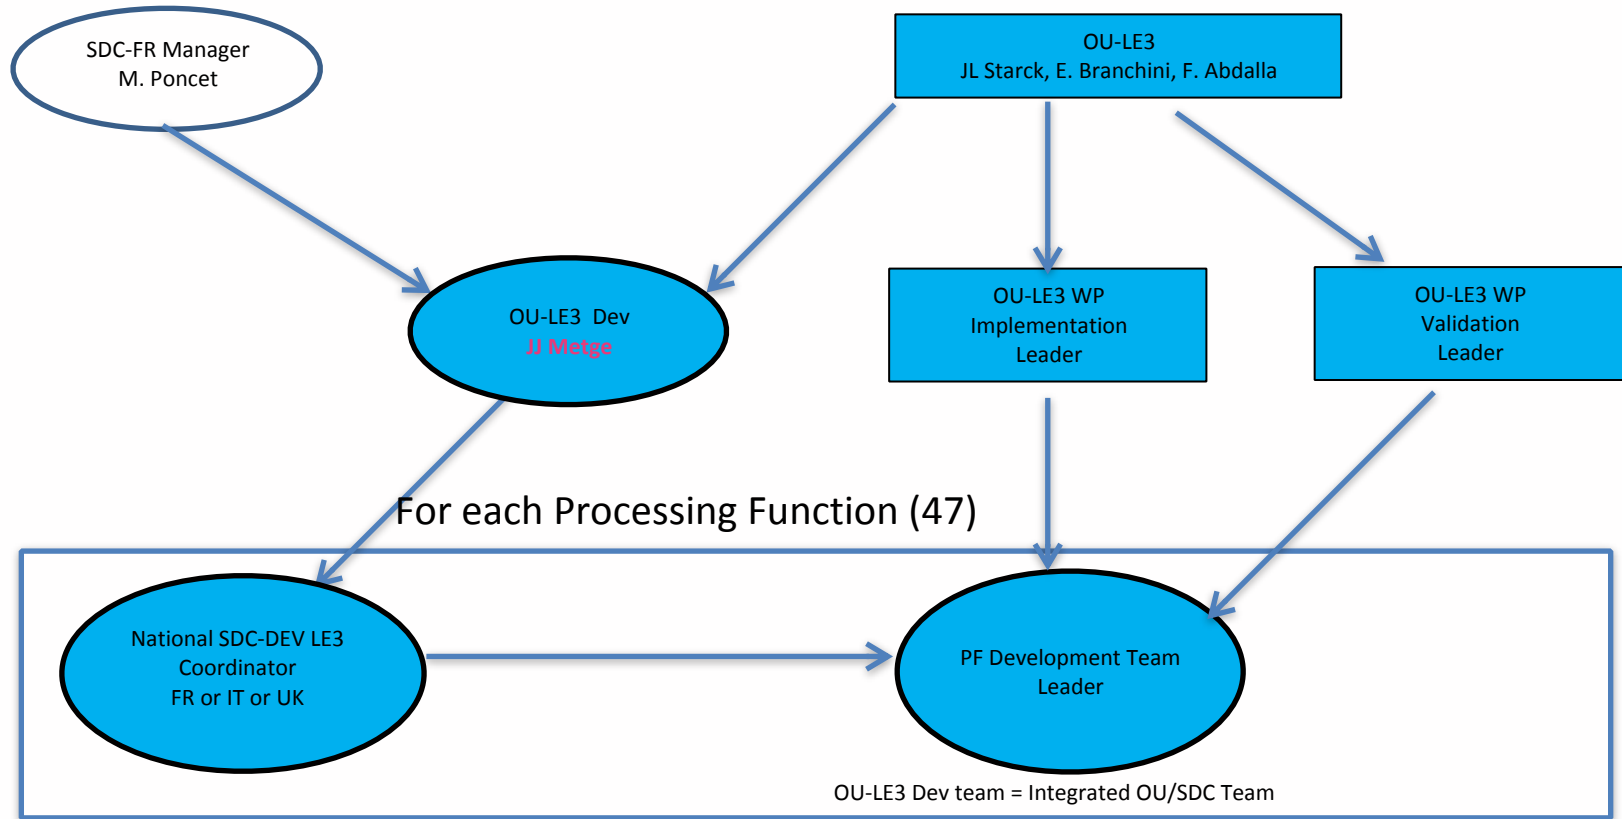 SDC-FR Manager
M. Poncet
OU-LE3
JL Starck, E. Branchini, F. Abdalla
OU-LE3 Dev
JJ Metge
OU-LE3 WP
Implementation
Leader
OU-LE3 WP
Validation
Leader
For each Processing Function (47)
National SDC-DEV LE3
Coordinator
FR or IT or UK
PF Development Team
Leader
OU-LE3 Dev team = Integrated OU/SDC Team